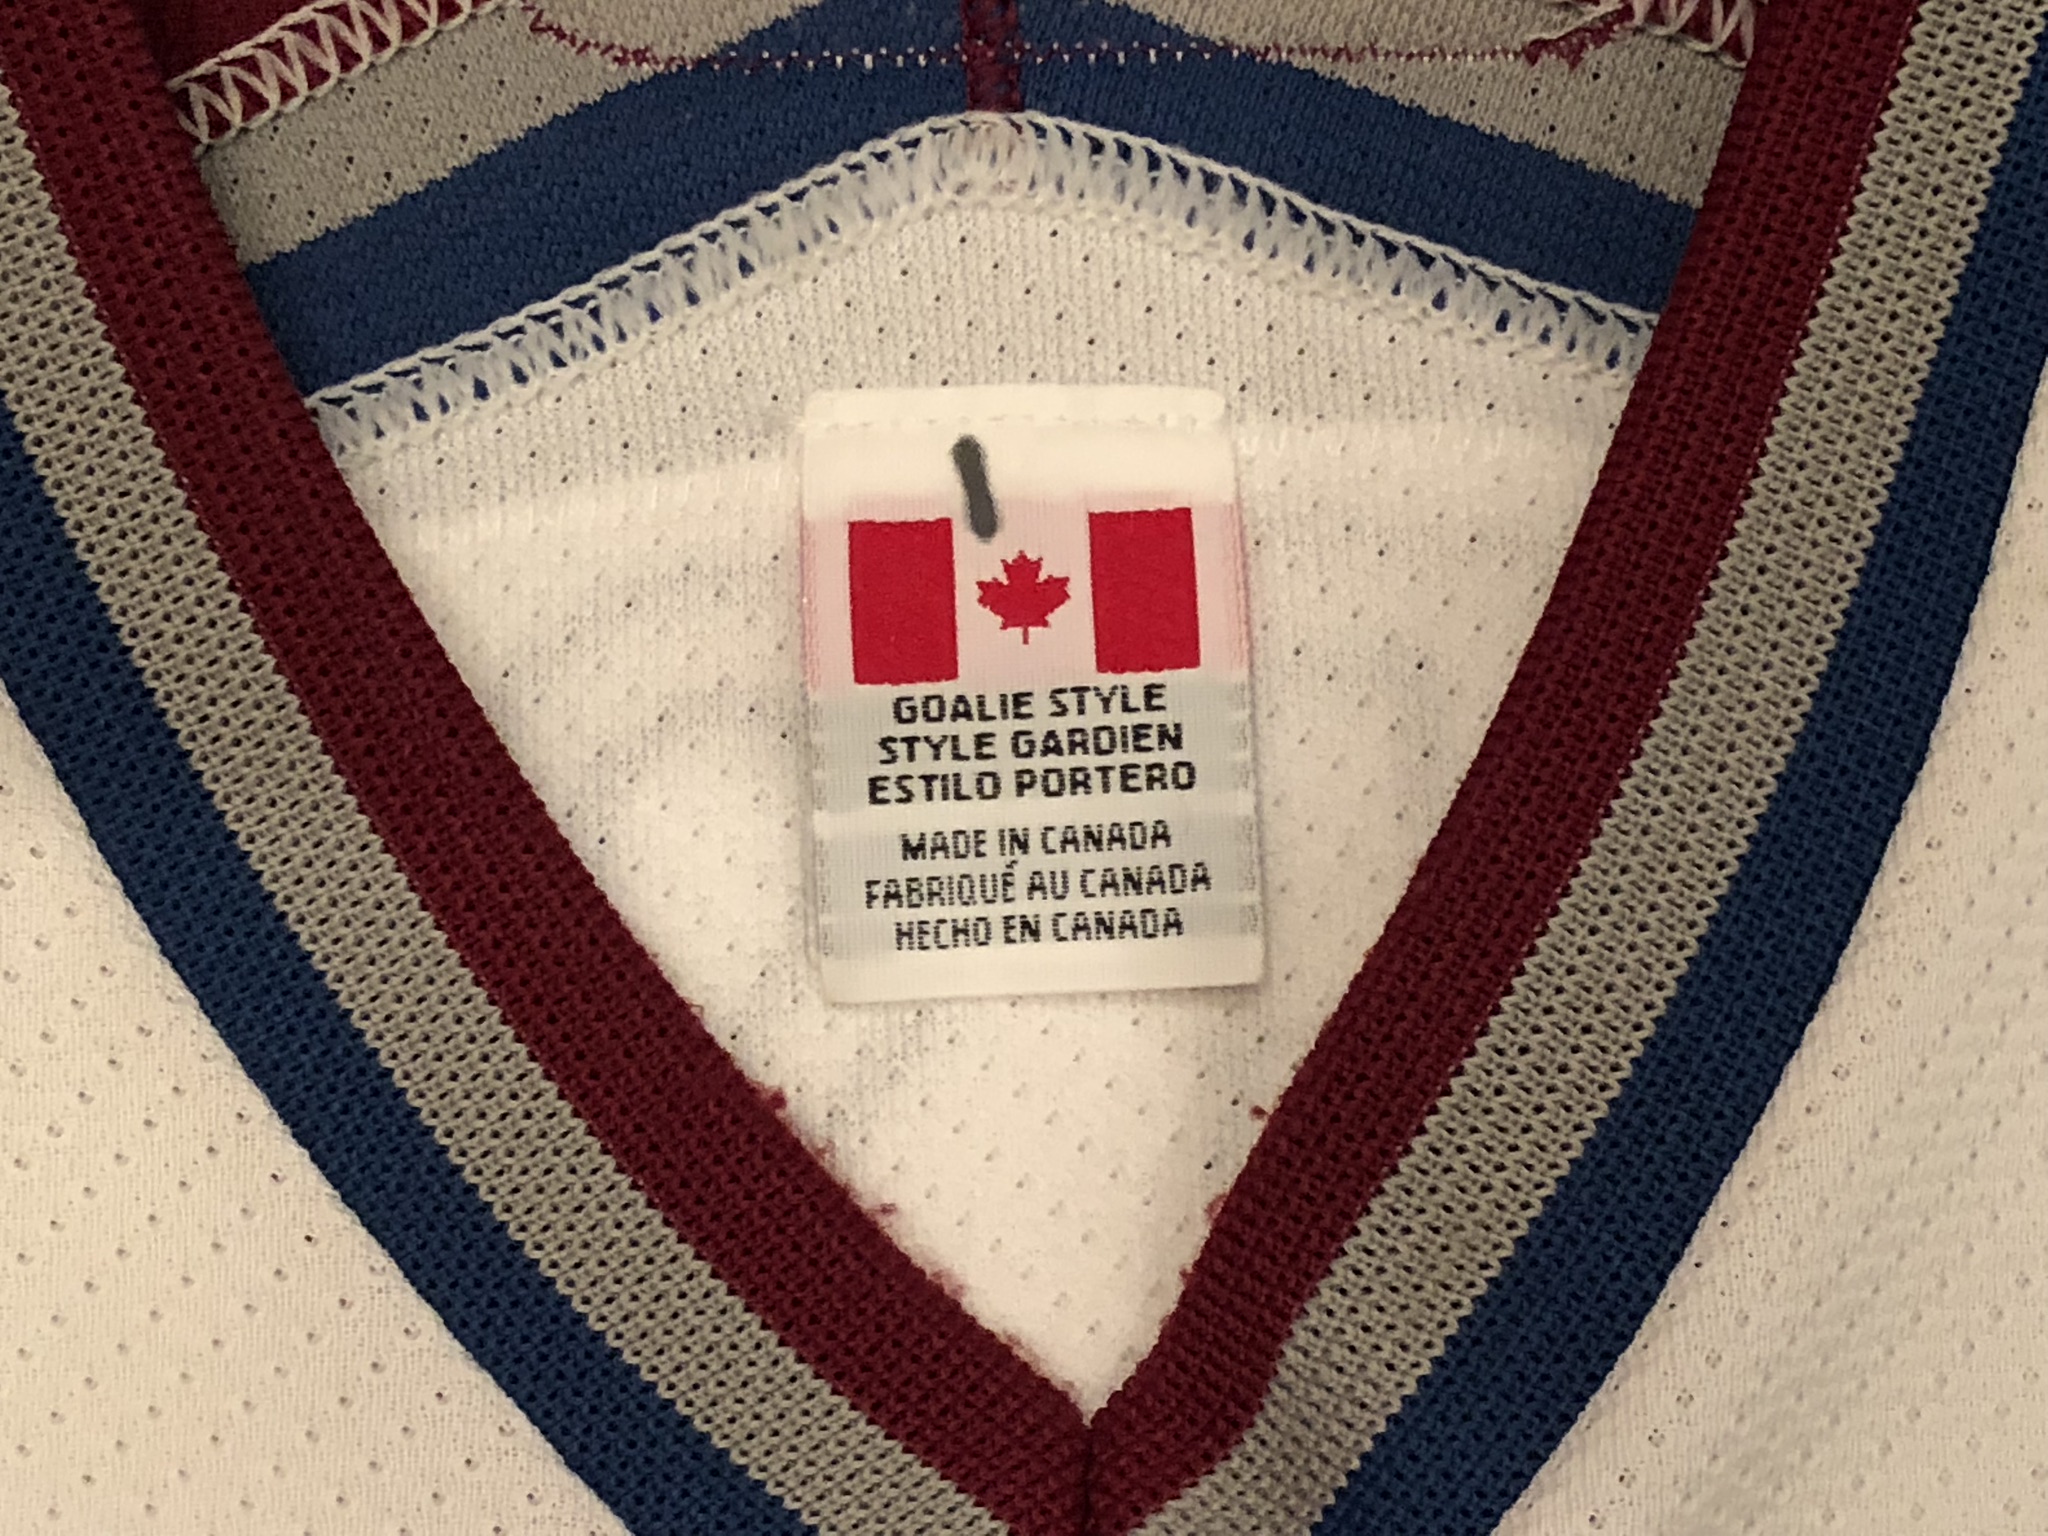 GOALIE STYLE
STYLE GARDIEN
ESTILO PORTERO
MADE IN CANADA
FABRIQUÉ AU CANADA
HECHO EN CANADA